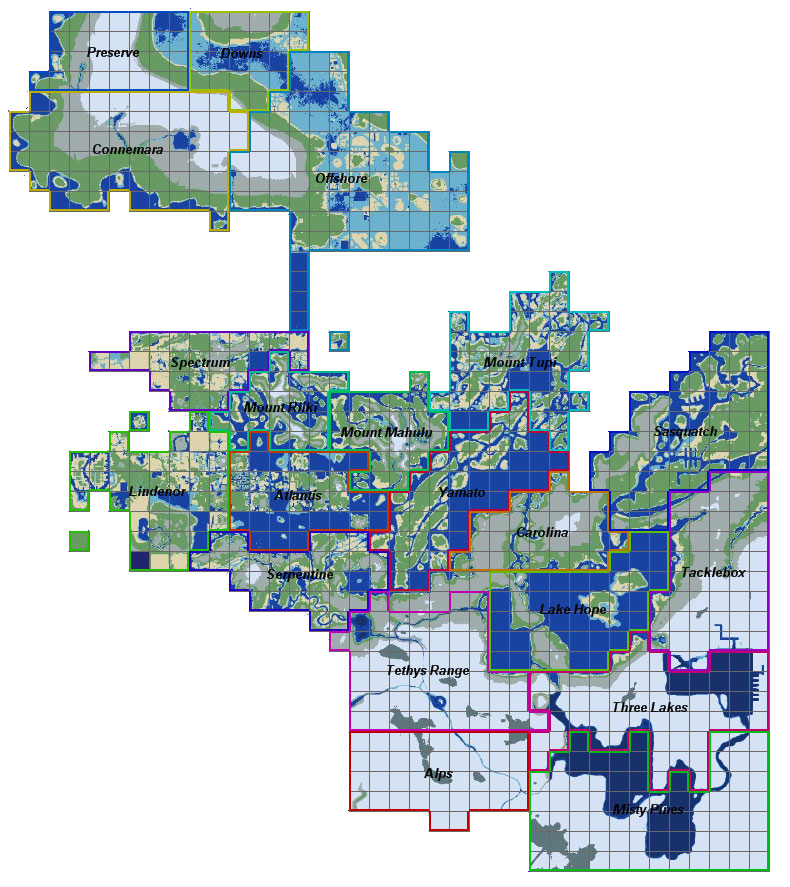 Preserve
Downs
Connemara
Offshore
Spectrum
Mount Tupi
Mount Rliki
Mount Mahulu
Sasquatch
Lindenor
Atlantis
Yamato
Carolina
Serpentine
Tacklebox
Lake Hope
Tethys Range
Three Lakes
Alps
Misty Pines